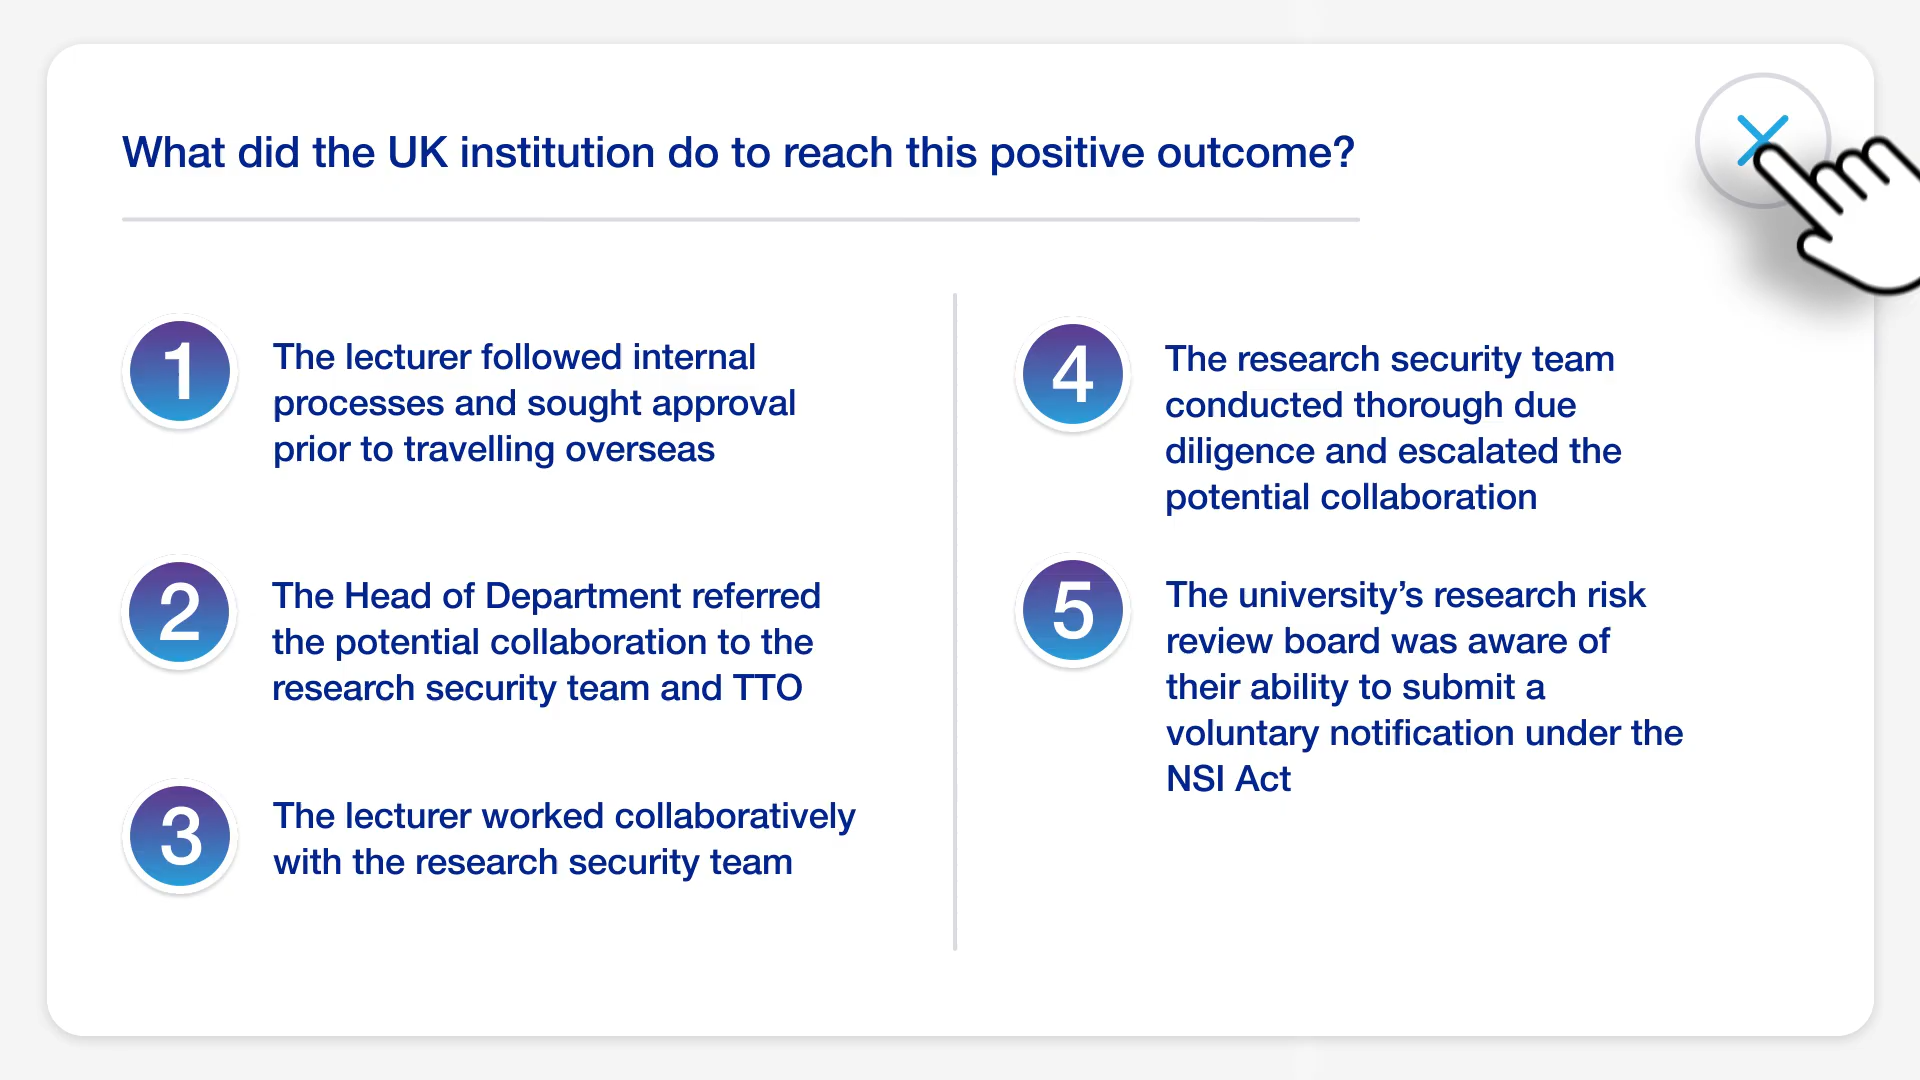 What did the UK institution do to reach this positive outcome?
1
The lecturer followed internal
processes and sought approval
prior to travelling overseas
2
The Head of Department referred
the potential collaboration to the
research security team and TTO
3
The lecturer worked collaboratively
with the research security team
4
The research security team
conducted thorough due
diligence and escalated the
potential collaboration
5
The university’s research risk
review board was aware of
their ability to submit a
voluntary notification under the
NSI Act